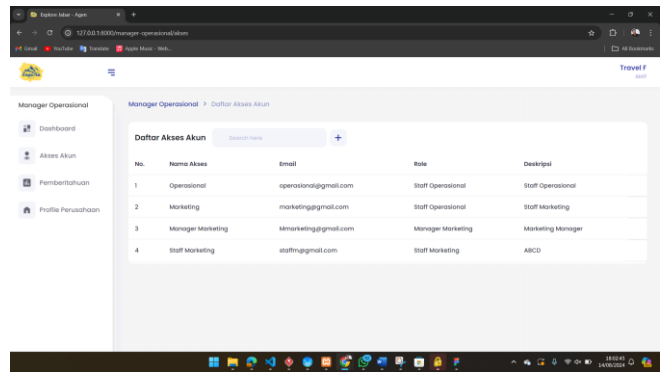 Explore Jabar - Agen
127.0.0.1:8000/manager-operasional/akses
Gmail YouTube Translate Apple Music - Web... All Bookmarks
Travel F
Manager Operasional
Manager Operasional > Daftar Akses Akun
Dashboard
Akses Akun
Pemberitahuan
Profile Perusahaan
Daftar Akses Akun Search Here +
No. Nama Akses Email Role Deskripsi
1 Operasional operasional@gmail.com Staff Operasional Staff Operasional
2 Marketing marketing@gmail.com Staff Operasional Staff Marketing
3 Manager Marketing Mmarketing@gmail.com Manager Marketing Marketing Manager
4 Staff Marketing staffm@gmail.com Staff Marketing ABCD
18:02:45
14/06/2024